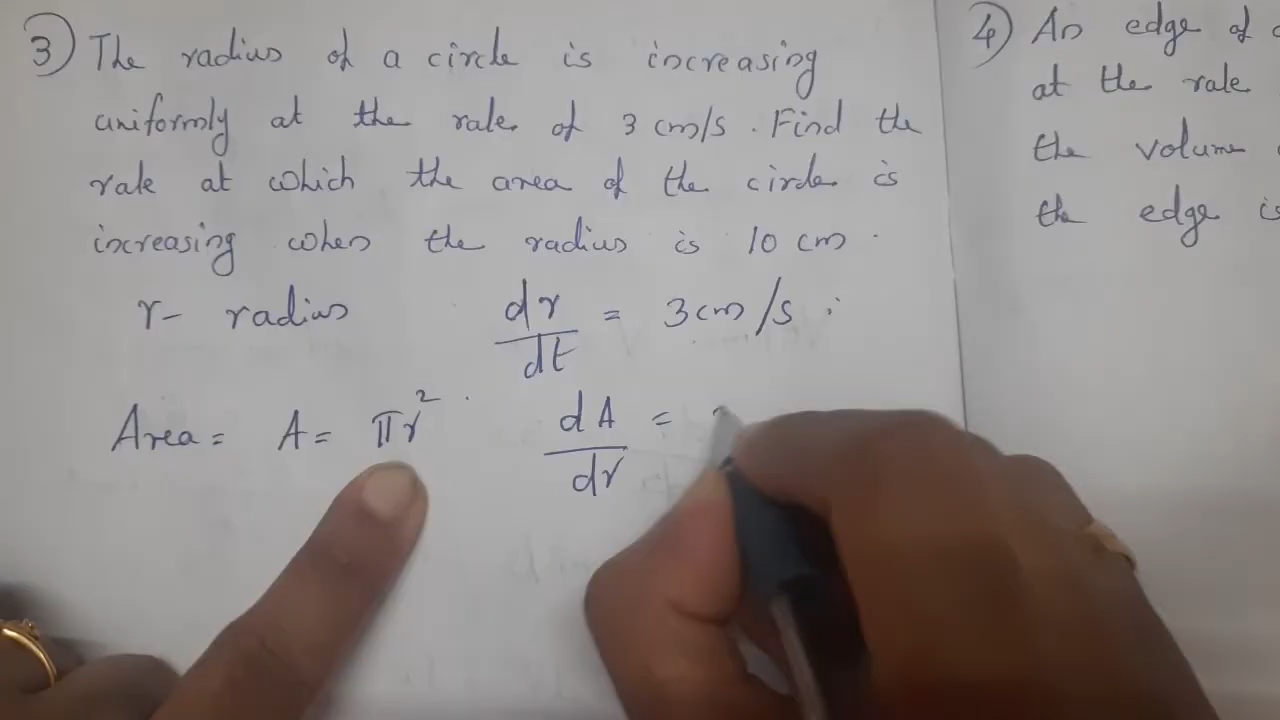 3) The radius of a circle is increasing
uniformly at the rate of 3 cm/s. Find the
rate at which the area of the circle is
increasing when the radius is 10 cm.
r- radius dr/dt = 3cm/s.
Area = A = πr² dA/dr =
4) An edge of
at the rate
the volume
the edge is